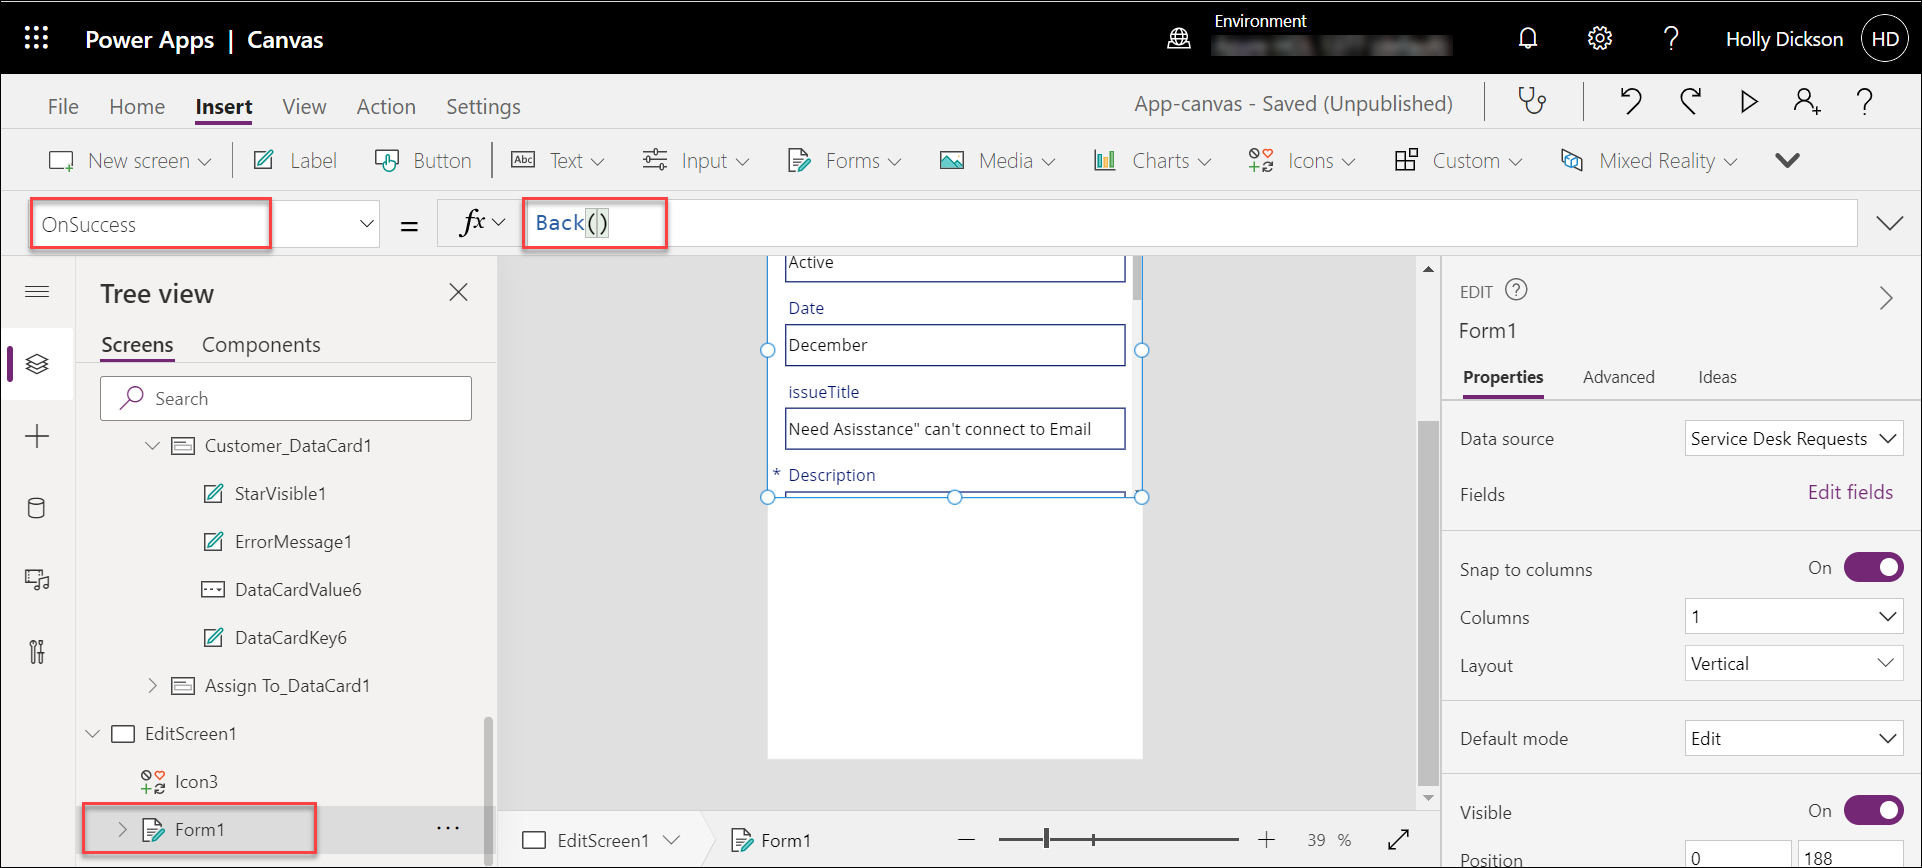 Power Apps | Canvas
Environment
Holly Dickson HD
File Home Insert View Action Settings
App-canvas - Saved (Unpublished)
New screen Label Button Abc Text Input Forms Media Charts Icons Custom Mixed Reality
OnSuccess = fx Back()
Tree view
Screens Components
Search
Customer_DataCard1
StarVisible1
ErrorMessage1
DataCardValue6
DataCardKey6
Assign To_DataCard1
EditScreen1
Icon3
Form1 ...
Active
Date
December
issueTitle
Need Asisstance" can't connect to Email
* Description
EditScreen1 Form1 39 %
EDIT ?
Form1
Properties Advanced Ideas
Data source Service Desk Requests
Fields Edit fields
Snap to columns On
Columns 1
Layout Vertical
Default mode Edit
Visible On
Position 0 188